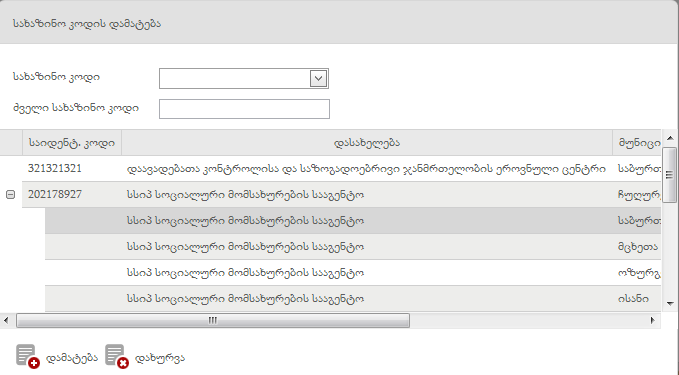 სახაზინო კოდის დამატება
სახაზინო კოდი
ძველი სახაზინო კოდი
საიდენტ. კოდი დასახელება მუნიცი
321321321 დაავადებათა კონტროლისა და საზოგადოებრივი ჯანმრთელობის ეროვნული ცენტრი საბურთ
202178927 სსიპ სოციალური მომსახურების სააგენტო ჩუღურე
სსიპ სოციალური მომსახურების სააგენტო საბურთ
სსიპ სოციალური მომსახურების სააგენტო მცხეთა
სსიპ სოციალური მომსახურების სააგენტო ოზურგ
სსიპ სოციალური მომსახურების სააგენტო ისანი
დამატება დახურვა